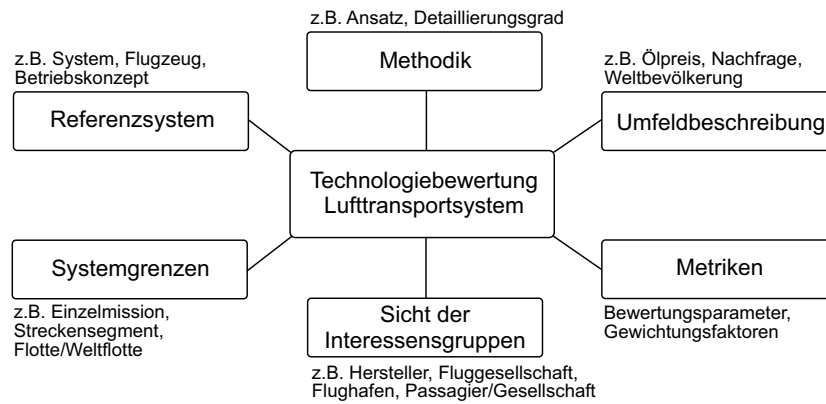 z.B. Ansatz, Detaillierungsgrad
Methodik
z.B. System, Flugzeug,
Betriebskonzept
Referenzsystem
z.B. Ölpreis, Nachfrage,
Weltbevölkerung
Umfeldbeschreibung
Technologiebewertung
Lufttransportsystem
Systemgrenzen
z.B. Einzelmission,
Streckensegment,
Flotte/Weltflotte
Sicht der
Interessensgruppen
z.B. Hersteller, Fluggesellschaft,
Flughafen, Passagier/Gesellschaft
Metriken
Bewertungsparameter,
Gewichtungsfaktoren